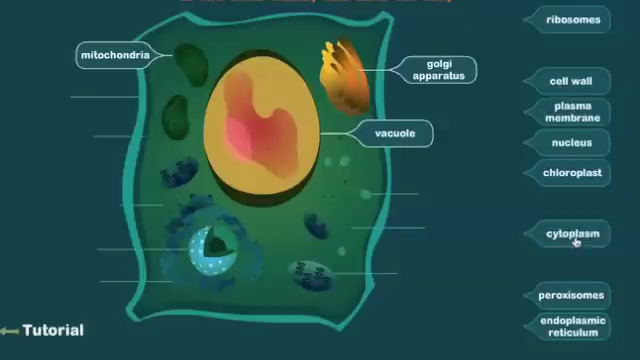 ribosomes
mitochondria
golgi
apparatus
cell wall
plasma
membrane
vacuole
nucleus
chloroplast
cytoplasm
peroxisomes
endoplasmic
reticulum
Tutorial